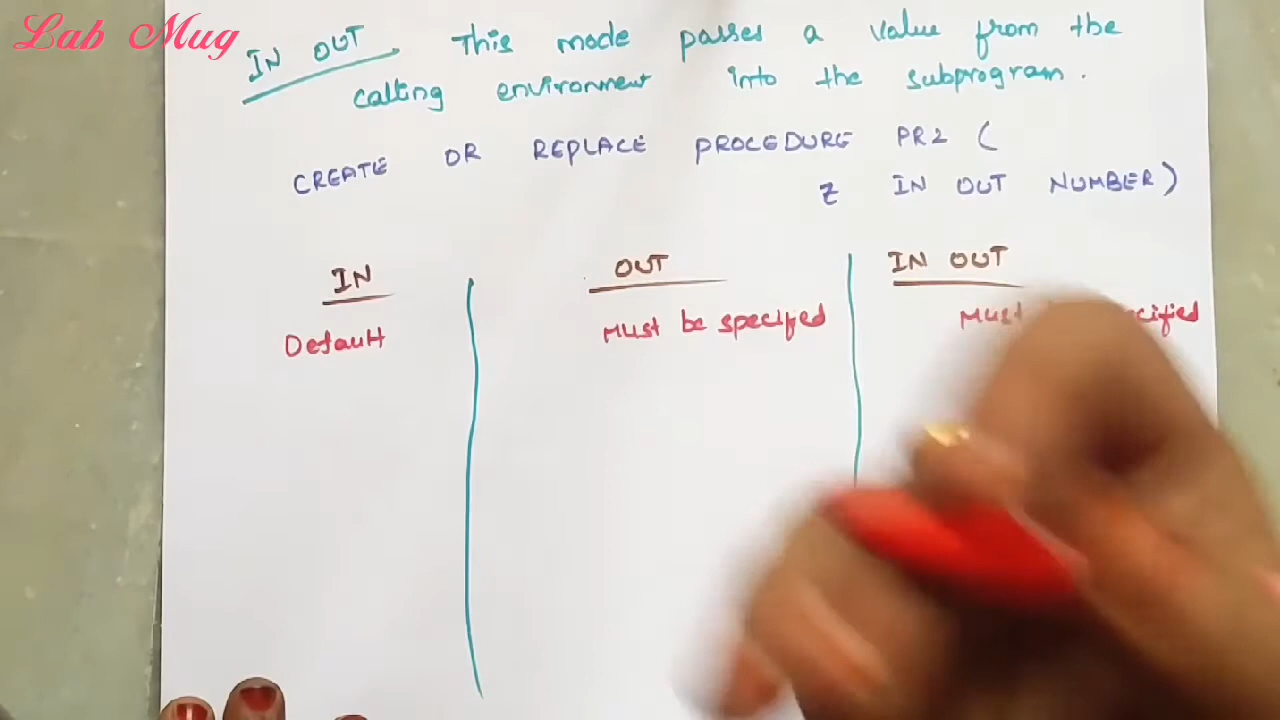 Lab Mug
IN OUT This mode passes a value from the
calling environment into the subprogram.
CREATE OR REPLACE PROCEDURE PR2 (
Z IN OUT NUMBER)
IN OUT IN OUT
Default Must be specified Must